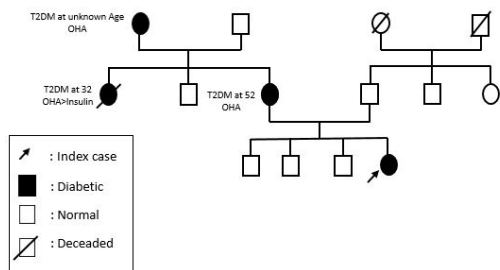 T2DM at unknown Age
OHA
T2DM at 32
OHA>Insulin
T2DM at 52
OHA
: Index case
: Diabetic
: Normal
: Deceaded